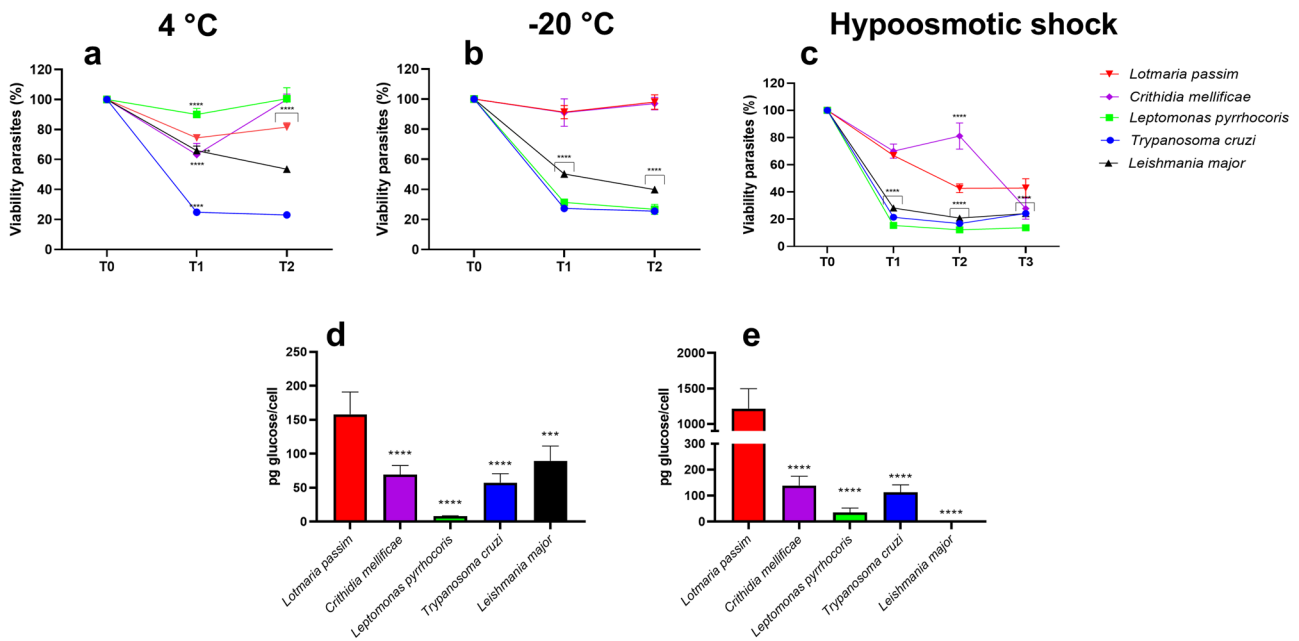 4 °C
-20 °C
Hypoosmotic shock
a
Viability parasites (%)
120
100
80
60
40
20
0
T0
T1
T2
****
****
**
****
****
b
Viability parasites (%)
120
100
80
60
40
20
0
T0
T1
T2
****
****
c
Viability parasites (%)
120
100
80
60
40
20
0
T0
T1
T2
T3
****
****
****
****
Lotmaria passim
Crithidia mellificae
Leptomonas pyrrhocoris
Trypanosoma cruzi
Leishmania major
d
pg glucose/cell
250
200
150
100
50
0
****
****
****
***
Lotmaria passim
Crithidia mellificae
Leptomonas pyrrhocoris
Trypanosoma cruzi
Leishmania major
e
pg glucose/cell
2000
1500
1000
300
200
100
0
****
****
****
****
Lotmaria passim
Crithidia mellificae
Leptomonas pyrrhocoris
Trypanosoma cruzi
Leishmania major